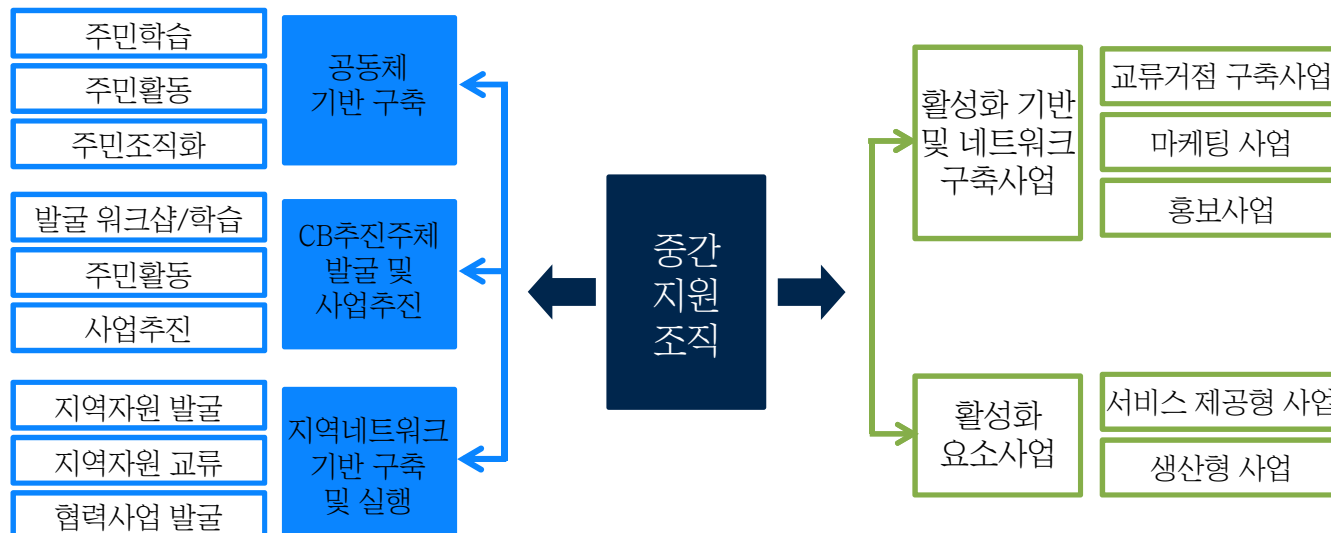 주민학습
주민활동
주민조직화
공동체
기반 구축
발굴 워크샵/학습
주민활동
사업추진
CB추진주체
발굴 및
사업추진
지역자원 발굴
지역자원 교류
협력사업 발굴
지역네트워크
기반 구축
및 실행
중간
지원
조직
활성화 기반
및 네트워크
구축사업
교류거점 구축사업
마케팅 사업
홍보사업
활성화
요소사업
서비스 제공형 사업
생산형 사업